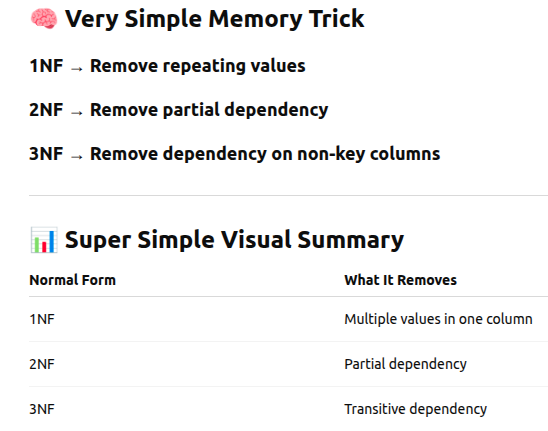 🧠 Very Simple Memory Trick
1NF → Remove repeating values
2NF → Remove partial dependency
3NF → Remove dependency on non-key columns
📊 Super Simple Visual Summary
Normal Form What It Removes
1NF Multiple values in one column
2NF Partial dependency
3NF Transitive dependency